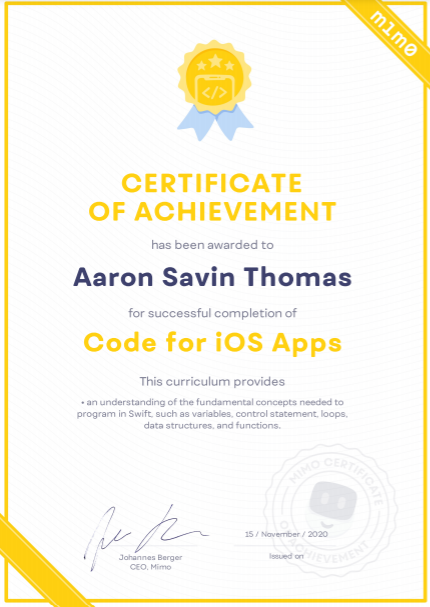 mimo
</>
CERTIFICATE
OF ACHIEVEMENT
has been awarded to
Aaron Savin Thomas
for successful completion of
Code for iOS Apps
This curriculum provides
• an understanding of the fundamental concepts needed to
program in Swift, such as variables, control statement, loops,
data structures, and functions.
MIMO CERTIFICATE
OF ACHIEVEMENT
15 / November / 2020
Johannes Berger
Issued on
CEO, Mimo